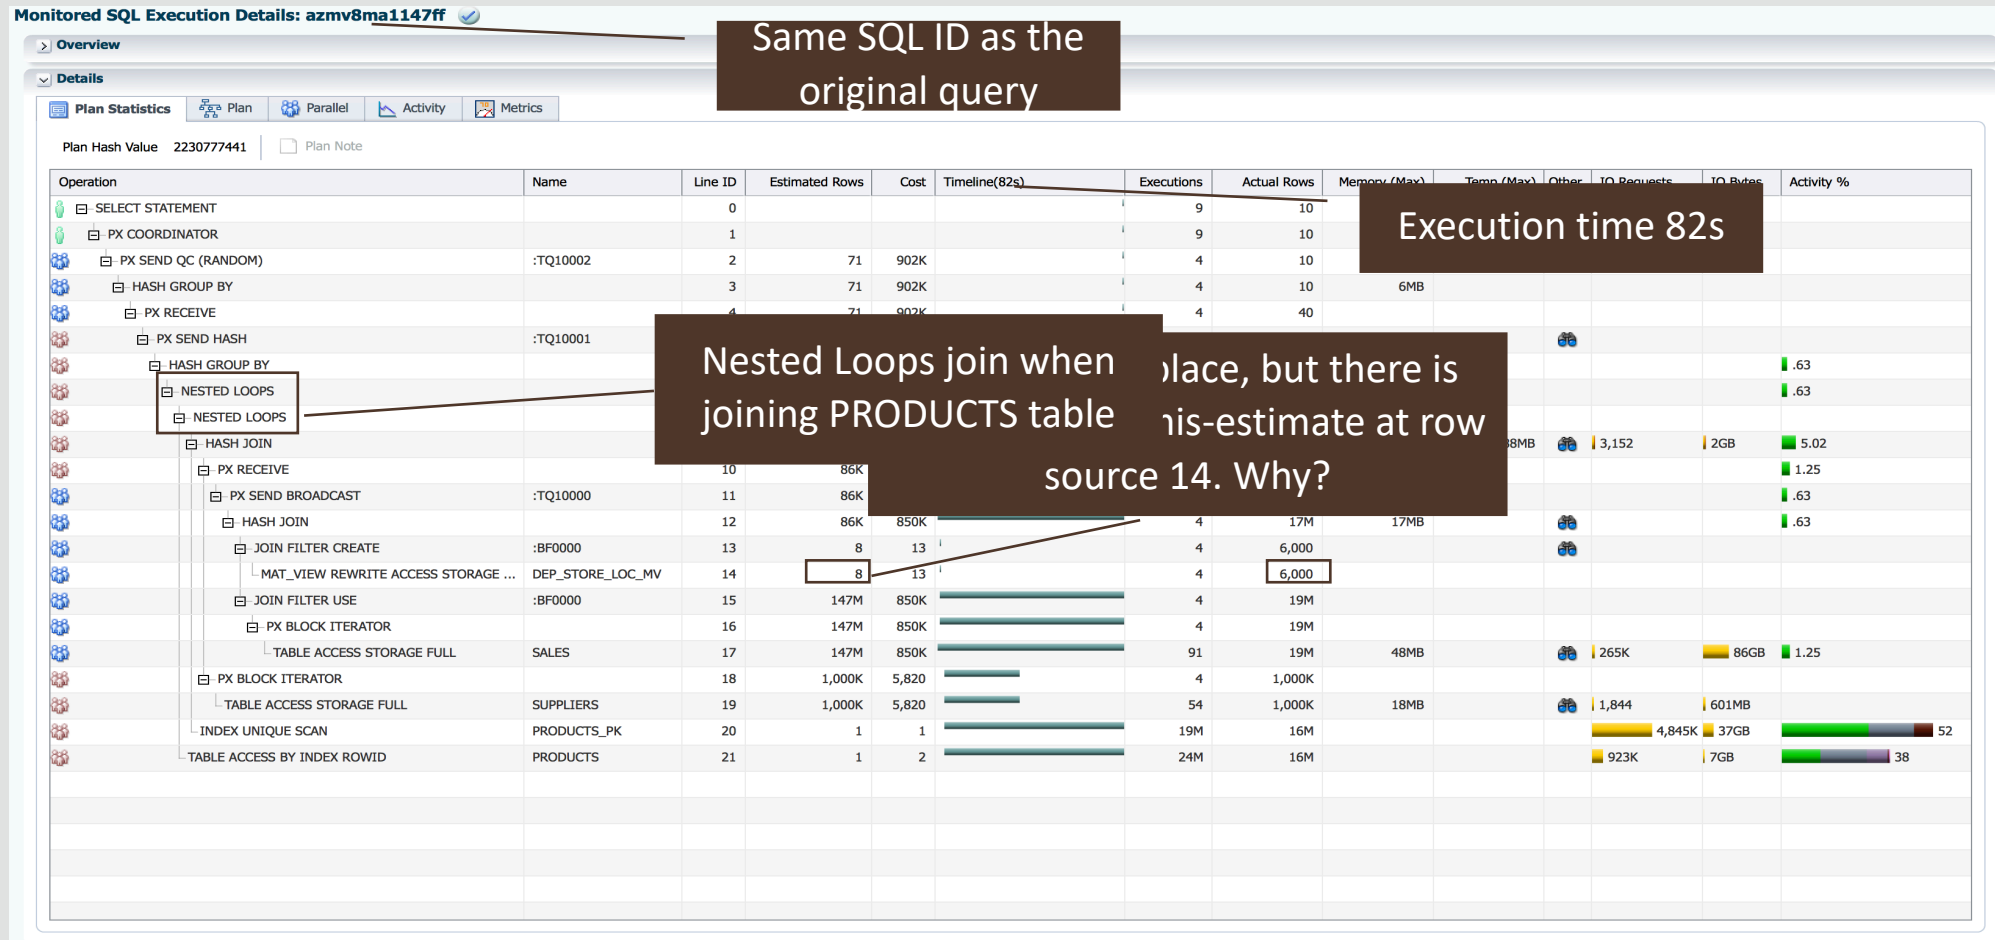 Monitored SQL Execution Details: azmv8ma1147ff
Same SQL ID as the
original query
Overview
Details
Plan Statistics Plan Parallel Activity Metrics
Plan Hash Value 2230777441 Plan Note
Operation Name Line ID Estimated Rows Cost Timeline(82s) Executions Actual Rows Memory (Max) Temp (Max) Other IO Requests IO Bytes Activity %
Execution time 82s
SELECT STATEMENT 0 9 10
PX COORDINATOR 1 9 10
PX SEND QC (RANDOM) :TQ10002 2 71 902K 4 10
HASH GROUP BY 3 71 902K 4 10 6MB
PX RECEIVE 4 71 902K 4 40
PX SEND HASH :TQ10001
HASH GROUP BY .63
NESTED LOOPS .63
NESTED LOOPS
Nested Loops join when
joining PRODUCTS table
but there is
at row
source 14. Why?
HASH JOIN 3,152 2GB 5.02
PX RECEIVE 10 86K 1.25
PX SEND BROADCAST :TQ10000 11 86K .63
HASH JOIN 12 86K 850K 4 17M 17MB .63
JOIN FILTER CREATE :BF0000 13 8 13 4 6,000
MAT_VIEW REWRITE ACCESS STORAGE ... DEP_STORE_LOC_MV 14 8 13 4 6,000
JOIN FILTER USE :BF0000 15 147M 850K 4 19M
PX BLOCK ITERATOR 16 147M 850K 4 19M
TABLE ACCESS STORAGE FULL SALES 17 147M 850K 91 19M 48MB 265K 86GB 1.25
PX BLOCK ITERATOR 18 1,000K 5,820 4 1,000K
TABLE ACCESS STORAGE FULL SUPPLIERS 19 1,000K 5,820 54 1,000K 18MB 1,844 601MB
INDEX UNIQUE SCAN PRODUCTS_PK 20 1 1 19M 16M 4,845K 37GB 52
TABLE ACCESS BY INDEX ROWID PRODUCTS 21 1 2 24M 16M 923K 7GB 38